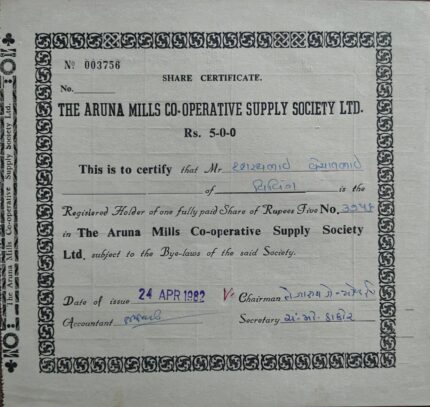 The Aruna Mills Co-operative Supply Society Ltd.
Nº 003756
SHARE CERTIFICATE.
No.
THE ARUNA MILLS CO-OPERATIVE SUPPLY SOCIETY LTD.
Rs. 5-0-0
This is to certify that Mr
of is the
Registered Holder of one fully paid Share of Rupees Five No.
in The Aruna Mills Co-operative Supply Society
Ltd. subject to the Bye-laws of the said Society.
Date of issue 24 APR 1982 Chairman
Accountant Secretary